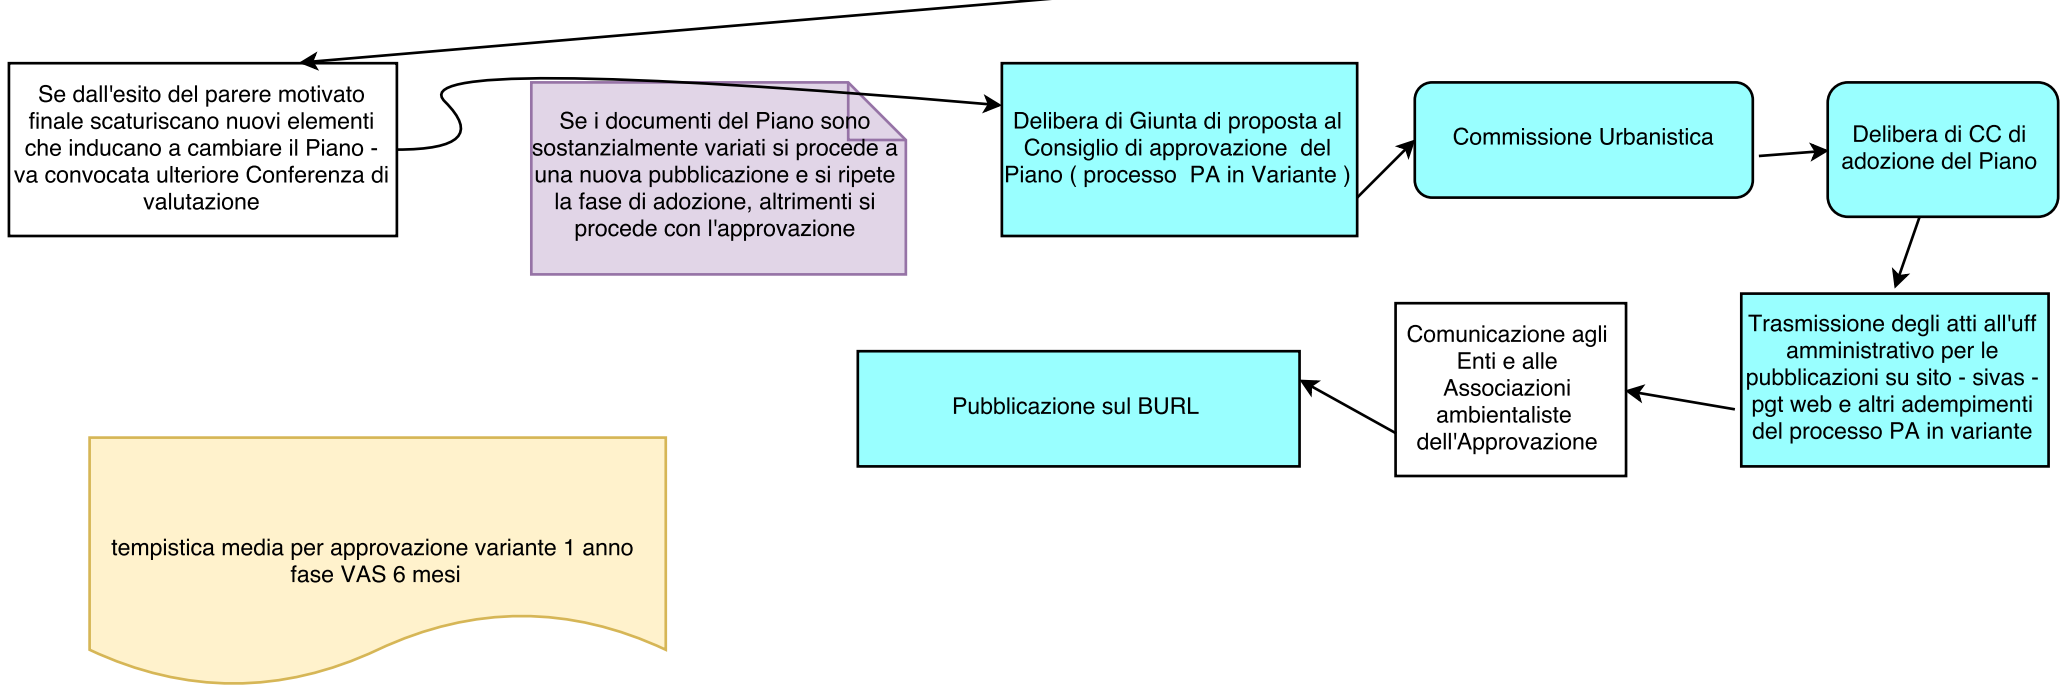 Se dall'esito del parere motivato
finale scaturiscano nuovi elementi
che inducano a cambiare il Piano -
va convocata ulteriore Conferenza di
valutazione
Se i documenti del Piano sono
sostanzialmente variati si procede a
una nuova pubblicazione e si ripete
la fase di adozione, altrimenti si
procede con l'approvazione
Delibera di Giunta di proposta al
Consiglio di approvazione  del
Piano ( processo  PA in Variante )
Commissione Urbanistica
Delibera di CC di
adozione del Piano
Trasmissione degli atti all'uff
amministrativo per le
pubblicazioni su sito - sivas -
pgt web e altri adempimenti
del processo PA in variante
Comunicazione agli
Enti e alle
Associazioni
ambientaliste
dell'Approvazione
Pubblicazione sul BURL
tempistica media per approvazione variante 1 anno
fase VAS 6 mesi